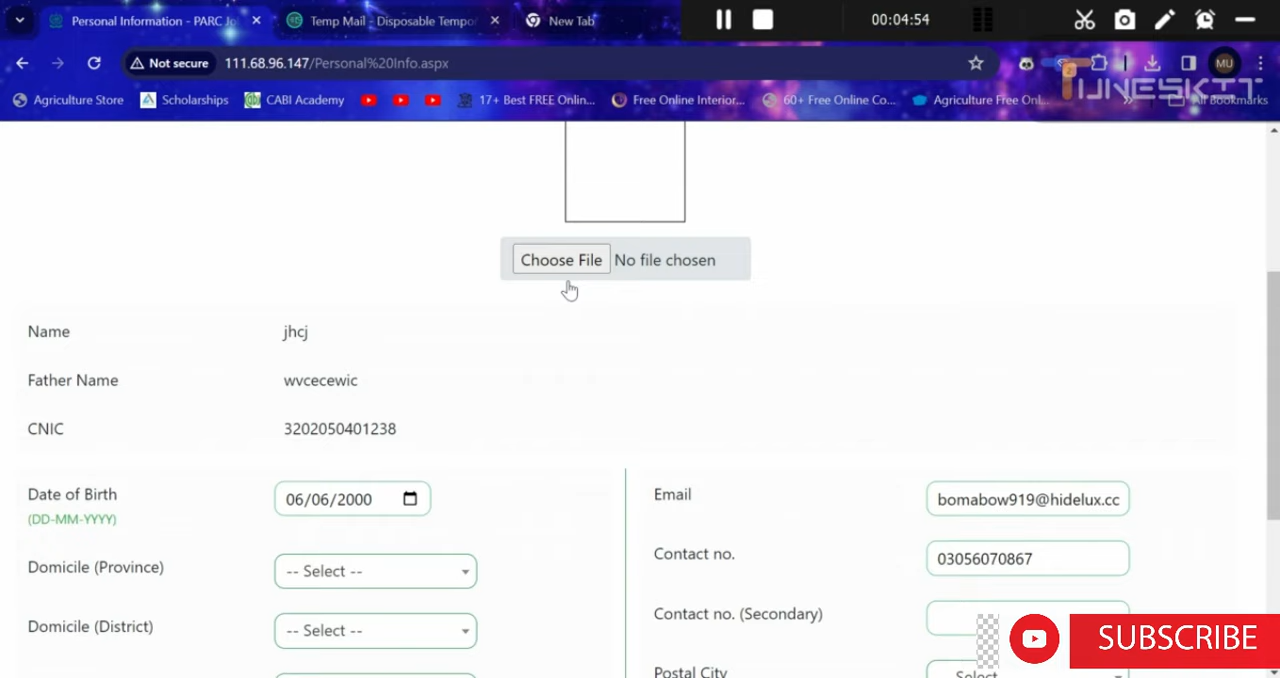 Personal Information - PARC Jo
Temp Mail - Disposable Tempor
New Tab
00:04:54
Not secure
111.68.96.147/Personal%20Info.aspx
MU
Agriculture Store
Scholarships
CABI Academy
17+ Best FREE Onlin...
Free Online Interior...
60+ Free Online Co...
Agriculture Free Onl...
All Bookmarks
TUNESKIT
Choose File No file chosen
Name jhcj
Father Name wvcecewic
CNIC 3202050401238
Date of Birth 06/06/2000
(DD-MM-YYYY)
Domicile (Province) -- Select --
Domicile (District) -- Select --
Email bomabow919@hidelux.cc
Contact no. 03056070867
Contact no. (Secondary)
Postal City Select
SUBSCRIBE